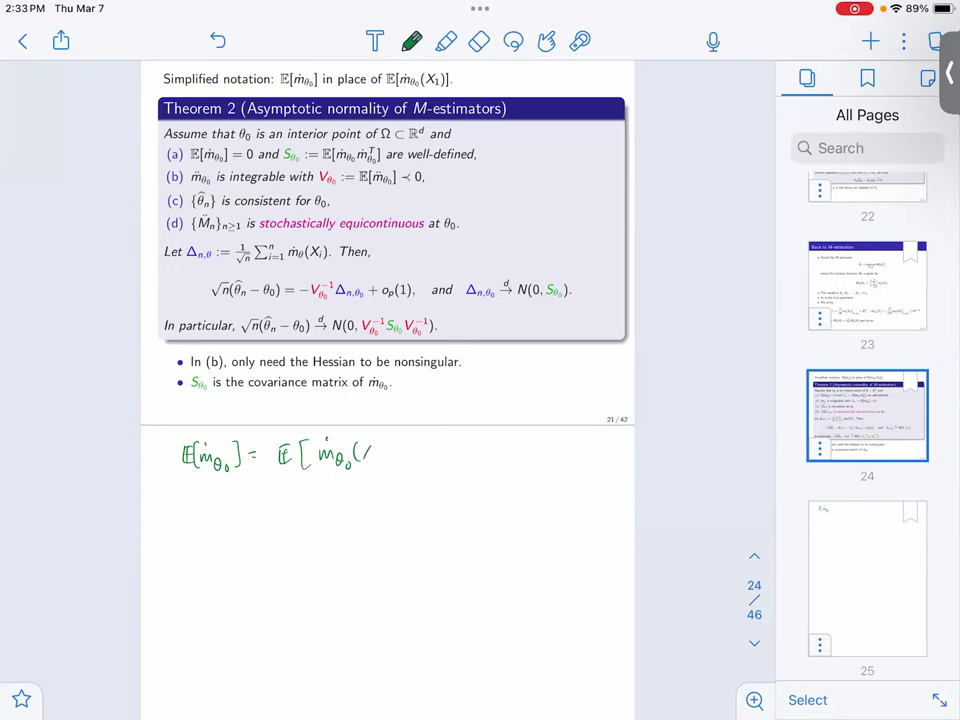 2:33 PM Thu Mar 7
89%
Simplified notation: 𝔼[ṁ_θ₀] in place of 𝔼[ṁ_θ₀(X₁)].
Theorem 2 (Asymptotic normality of M-estimators)
Assume that θ₀ is an interior point of Ω ⊂ ℝ^d and
(a) 𝔼[ṁ_θ₀] = 0 and S_θ₀ := 𝔼[ṁ_θ₀ ṁ_θ₀^T] are well-defined,
(b) m̈_θ₀ is integrable with V_θ₀ := 𝔼[m̈_θ₀] ≺ 0,
(c) {θ̂_n} is consistent for θ₀,
(d) {M̈_n}_{n≥1} is stochastically equicontinuous at θ₀.
Let Δ_{n,θ} := 1/√n ∑_{i=1}^n ṁ_θ(X_i). Then,
√n(θ̂_n − θ₀) = −V_θ₀^{−1} Δ_{n,θ₀} + o_p(1), and Δ_{n,θ₀} →^d N(0, S_θ₀).
In particular, √n(θ̂_n − θ₀) →^d N(0, V_θ₀^{−1} S_θ₀ V_θ₀^{−1}).
• In (b), only need the Hessian to be nonsingular.
• S_θ₀ is the covariance matrix of ṁ_θ₀.
21 / 42
𝔼[ṁ_θ₀] = 𝔼[ ṁ_θ₀(
24
/
46
All Pages
Search
22
Back to M-estimators
23
24
25
Select